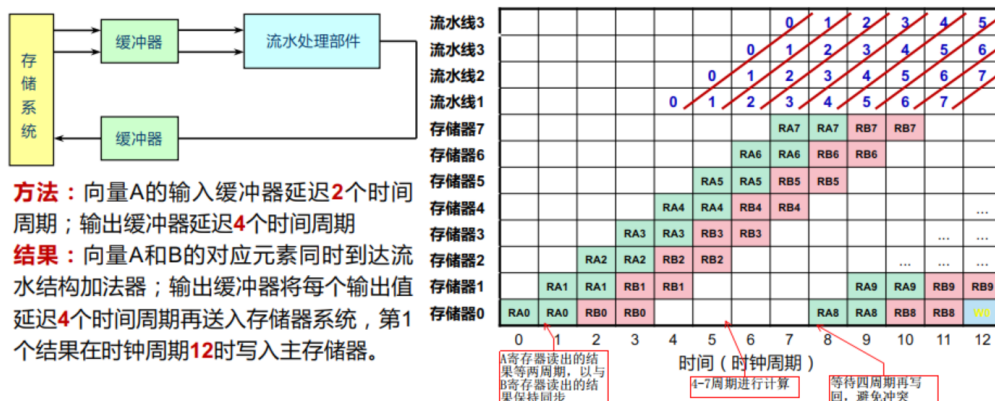 存
储
系
统
缓冲器
流水处理部件
缓冲器
方法：向量A的输入缓冲器延迟2个时间
周期；输出缓冲器延迟4个时间周期
结果：向量A和B的对应元素同时到达流
水结构加法器；输出缓冲器将每个输出值
延迟4个时间周期再送入存储器系统，第1
个结果在时钟周期12时写入主存储器。
流水线3 0 1 2 3 4 5
流水线3 0 1 2 3 4 5 6
流水线2 0 1 2 3 4 5 6 7
流水线1 0 1 2 3 4 5 6 7
存储器7 RA7 RA7 RB7 RB7
存储器6 RA6 RA6 RB6 RB6
存储器5 RA5 RA5 RB5 RB5
存储器4 RA4 RA4 RB4 RB4 ...
存储器3 RA3 RA3 RB3 RB3 ... ...
存储器2 RA2 RA2 RB2 RB2 ... ... ...
存储器1 RA1 RA1 RB1 RB1 RA9 RA9 RB9 RB9
存储器0 RA0 RA0 RB0 RB0 RA8 RA8 RB8 RB8 W0
0 1 2 3 4 5 6 7 8 9 10 11 12
时间（时钟周期）
A寄存器读出的结
果等两周期，以与
B寄存器读出的结
果保持同步
4-7周期进行计算
等待四周期再写
回，避免冲突